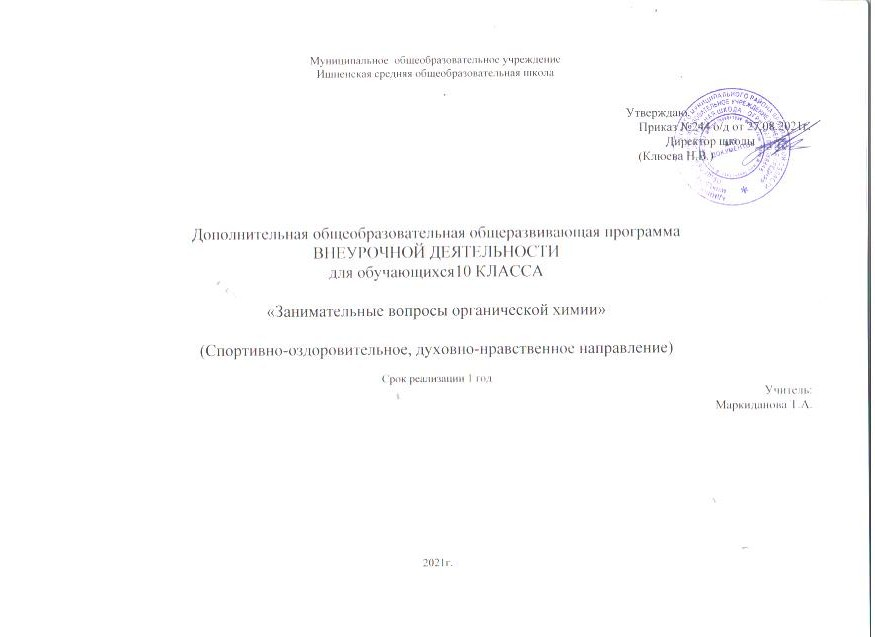 Муниципальное общеобразовательное учреждение
Ишненская средняя общеобразовательная школа
Утверждаю:
Приказ №244 о/д от 27.08.2021г.
Директор школы
(Клюева Н.В.)
Дополнительная общеобразовательная общеразвивающая программа
ВНЕУРОЧНОЙ ДЕЯТЕЛЬНОСТИ
для обучающихся10 КЛАССА
«Занимательные вопросы органической химии»
(Спортивно-оздоровительное, духовно-нравственное направление)
Срок реализации 1 год
Учитель:
Маркиданова Т.А.
2021г.